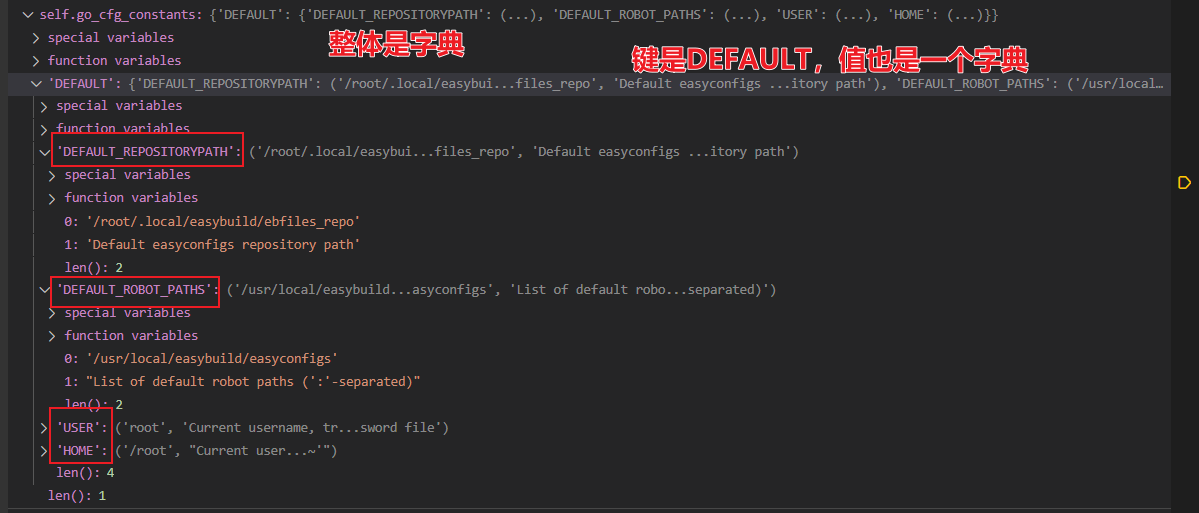 self.go_cfg_constants: {'DEFAULT': {'DEFAULT_REPOSITORYPATH': (...), 'DEFAULT_ROBOT_PATHS': (...), 'USER': (...), 'HOME': (...)}}
special variables
整体是字典
键是DEFAULT，值也是一个字典
function variables
'DEFAULT': {'DEFAULT_REPOSITORYPATH': ('/root/.local/easybui...files_repo', 'Default easyconfigs ...itory path'), 'DEFAULT_ROBOT_PATHS': ('/usr/local…
special variables
function variables
'DEFAULT_REPOSITORYPATH': ('/root/.local/easybui...files_repo', 'Default easyconfigs ...itory path')
special variables
function variables
0: '/root/.local/easybuild/ebfiles_repo'
1: 'Default easyconfigs repository path'
len(): 2
'DEFAULT_ROBOT_PATHS': ('/usr/local/easybuild...asyconfigs', 'List of default robo...separated)')
special variables
function variables
0: '/usr/local/easybuild/easyconfigs'
1: "List of default robot paths (':'-separated)"
len(): 2
'USER': ('root', 'Current username, tr...sword file')
'HOME': ('/root', "Current user...~'")
len(): 4
len(): 1